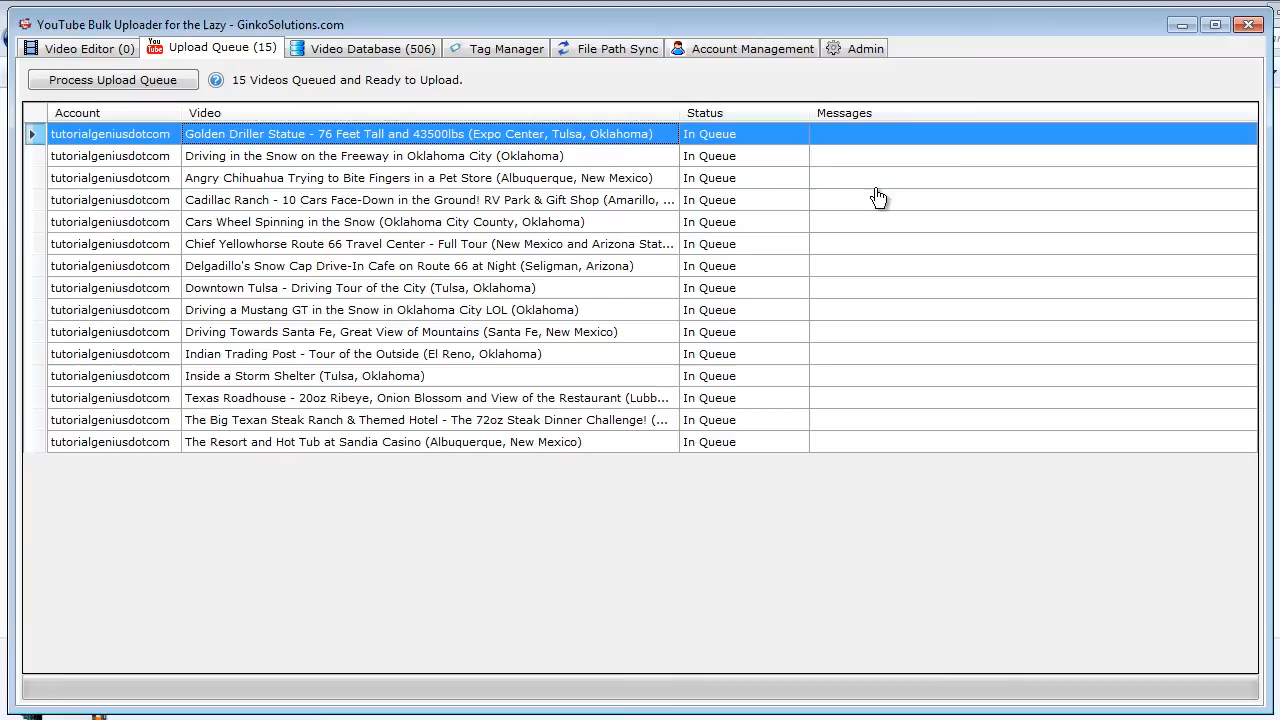 YouTube Bulk Uploader for the Lazy - GinkoSolutions.com
Video Editor (0) Upload Queue (15) Video Database (506) Tag Manager File Path Sync Account Management Admin
Process Upload Queue ? 15 Videos Queued and Ready to Upload.
Account Video Status Messages
tutorialgeniusdotcom Golden Driller Statue - 76 Feet Tall and 43500lbs (Expo Center, Tulsa, Oklahoma) In Queue
tutorialgeniusdotcom Driving in the Snow on the Freeway in Oklahoma City (Oklahoma) In Queue
tutorialgeniusdotcom Angry Chihuahua Trying to Bite Fingers in a Pet Store (Albuquerque, New Mexico) In Queue
tutorialgeniusdotcom Cadillac Ranch - 10 Cars Face-Down in the Ground! RV Park & Gift Shop (Amarillo, ... In Queue
tutorialgeniusdotcom Cars Wheel Spinning in the Snow (Oklahoma City County, Oklahoma) In Queue
tutorialgeniusdotcom Chief Yellowhorse Route 66 Travel Center - Full Tour (New Mexico and Arizona Stat... In Queue
tutorialgeniusdotcom Delgadillo's Snow Cap Drive-In Cafe on Route 66 at Night (Seligman, Arizona) In Queue
tutorialgeniusdotcom Downtown Tulsa - Driving Tour of the City (Tulsa, Oklahoma) In Queue
tutorialgeniusdotcom Driving a Mustang GT in the Snow in Oklahoma City LOL (Oklahoma) In Queue
tutorialgeniusdotcom Driving Towards Santa Fe, Great View of Mountains (Santa Fe, New Mexico) In Queue
tutorialgeniusdotcom Indian Trading Post - Tour of the Outside (El Reno, Oklahoma) In Queue
tutorialgeniusdotcom Inside a Storm Shelter (Tulsa, Oklahoma) In Queue
tutorialgeniusdotcom Texas Roadhouse - 20oz Ribeye, Onion Blossom and View of the Restaurant (Lubb... In Queue
tutorialgeniusdotcom The Big Texan Steak Ranch & Themed Hotel - The 72oz Steak Dinner Challenge! (... In Queue
tutorialgeniusdotcom The Resort and Hot Tub at Sandia Casino (Albuquerque, New Mexico) In Queue